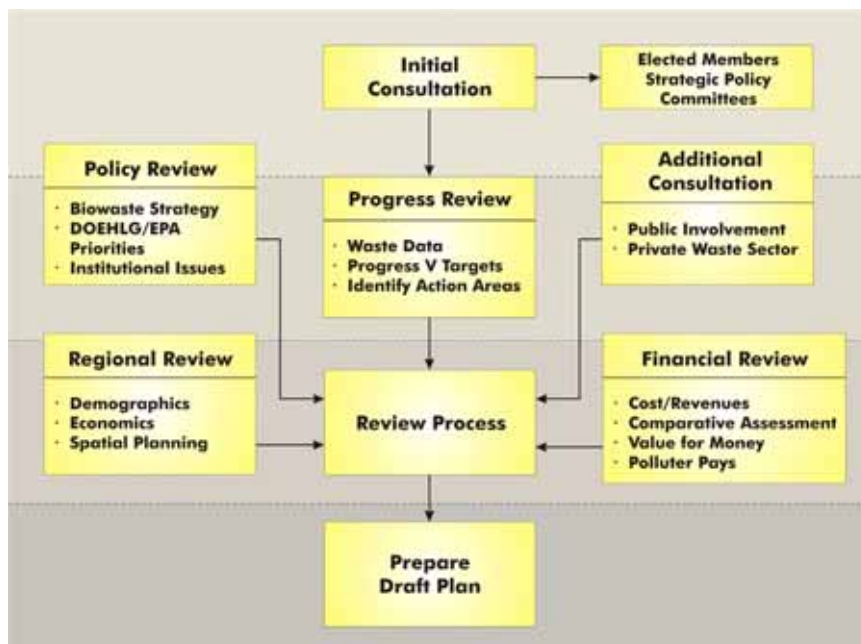 Initial
Consultation
Elected Members
Strategic Policy
Committees
Policy Review
· Biowaste Strategy
· DOEHLG/EPA
Priorities
· Institutional Issues
Progress Review
· Waste Data
· Progress V Targets
· Identify Action Areas
Additional
Consultation
· Public Involvement
· Private Waste Sector
Regional Review
· Demographics
· Economics
· Spatial Planning
Review Process
Financial Review
· Cost/Revenues
· Comparative Assessment
· Value for Money
· Polluter Pays
Prepare
Draft Plan